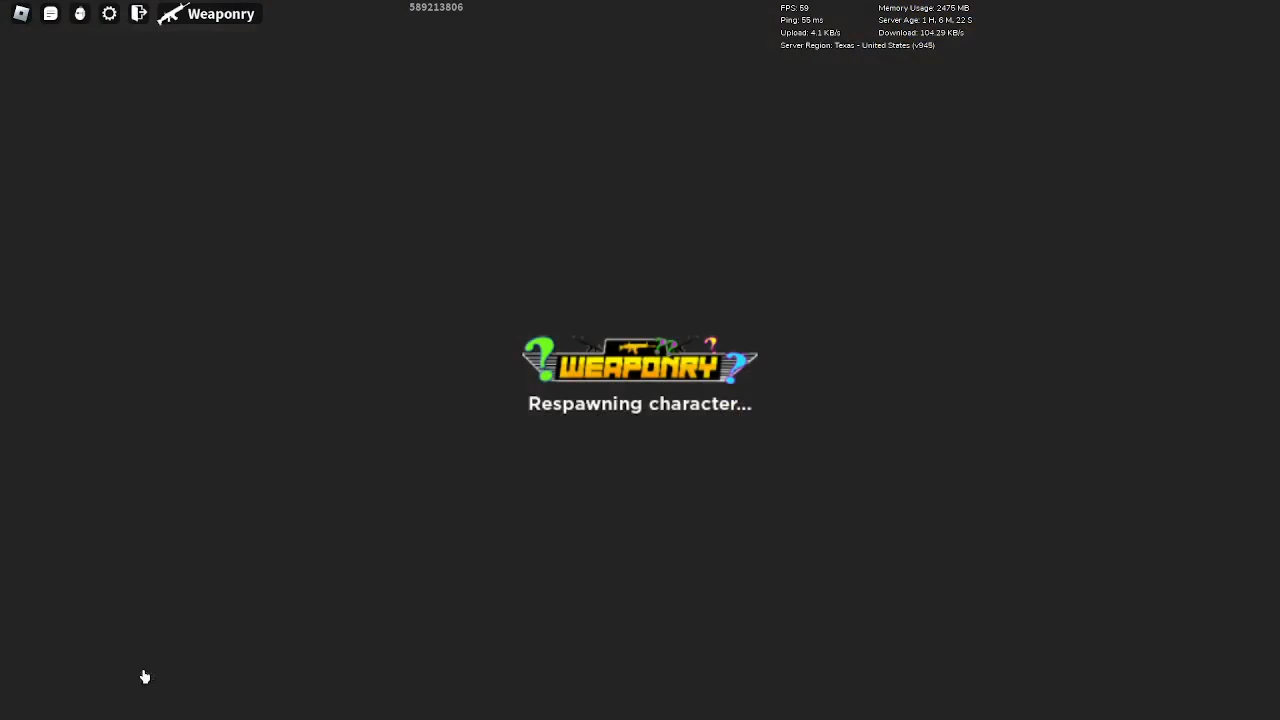 Weaponry
589213806
FPS: 59
Memory Usage: 2475 MB
Ping: 55 ms
Server Age: 1 H, 6 M, 22 S
Upload: 4.1 KB/s
Download: 104.29 KB/s
Server Region: Texas - United States (v945)
? WEAPONRY ?
Respawning character...